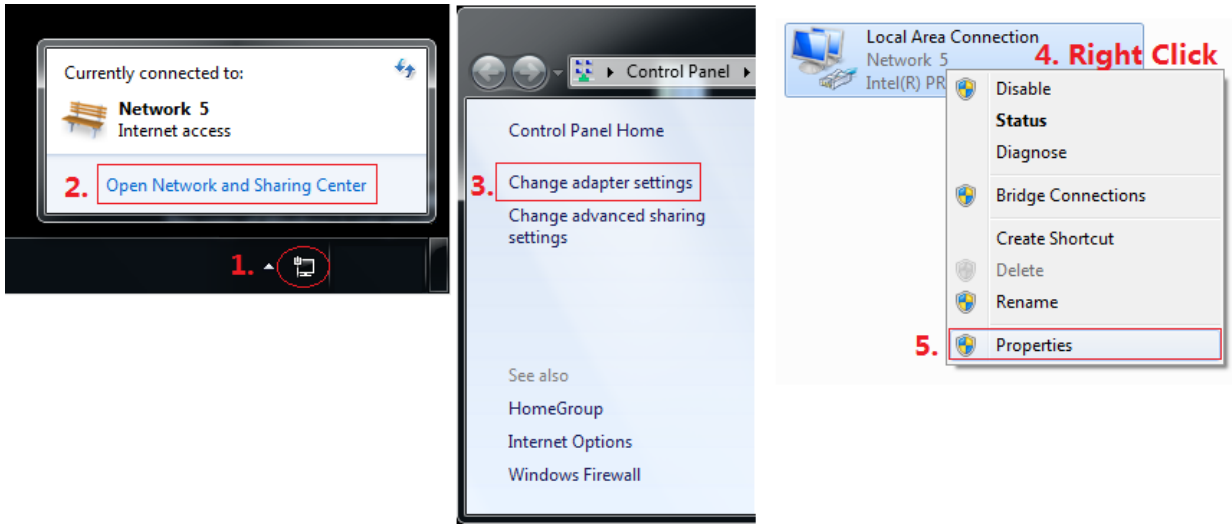 Currently connected to:
Network 5
Internet access
2. Open Network and Sharing Center
1.
Control Panel
Control Panel Home
3. Change adapter settings
Change advanced sharing
settings
See also
HomeGroup
Internet Options
Windows Firewall
Local Area Connection
Network 5
Intel(R) PR
4. Right Click
Disable
Status
Diagnose
Bridge Connections
Create Shortcut
Delete
Rename
5. Properties